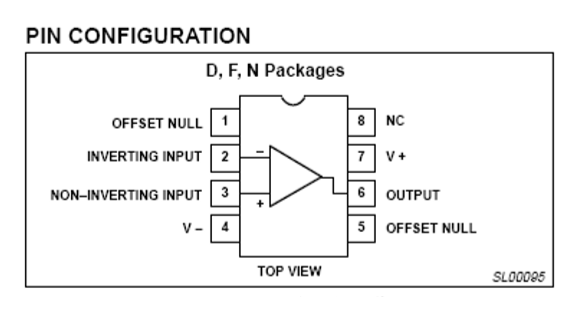 PIN CONFIGURATION
D, F, N Packages
OFFSET NULL 1 8 NC
INVERTING INPUT 2 − 7 V +
NON–INVERTING INPUT 3 + 6 OUTPUT
V – 4 5 OFFSET NULL
TOP VIEW
SL00095